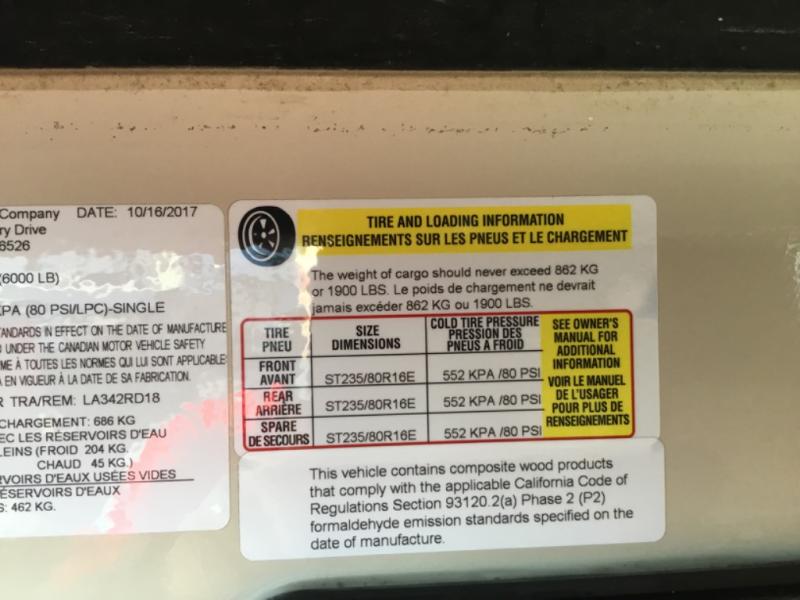 Company DATE: 10/16/2017
ry Drive
6526
(6000 LB)
KPA (80 PSI/LPC)-SINGLE
TANDARDS IN EFFECT ON THE DATE OF MANUFACTURE
UNDER THE CANADIAN MOTOR VEHICLE SAFETY
ME À TOUTES LES NORMES QUI LUI SONT APPLICABLE
EN VIGUEUR À LA DATE DE SA FABRICATION.
R TRA/REM: LA342RD18
CHARGEMENT: 686 KG
EC LES RÉSERVOIRS D'EAU
LEINS (FROID 204 KG.
CHAUD 45 KG.)
RVOIRS D'EAUX USÉES VIDES
ÉSERVOIRS D'EAUX
S: 462 KG.
TIRE AND LOADING INFORMATION
RENSEIGNEMENTS SUR LES PNEUS ET LE CHARGEMENT
The weight of cargo should never exceed 862 KG
or 1900 LBS. Le poids de chargement ne devrait
jamais excéder 862 KG ou 1900 LBS.
TIRE
PNEU
SIZE
DIMENSIONS
COLD TIRE PRESSURE
PRESSION DES
PNEUS A FROID
FRONT
AVANT
ST235/80R16E
552 KPA /80 PSI
REAR
ARRIÈRE
ST235/80R16E
552 KPA /80 PSI
SPARE
DE SECOURS
ST235/80R16E
552 KPA /80 PSI
SEE OWNER'S
MANUAL FOR
ADDITIONAL
INFORMATION
VOIR LE MANUEL
DE L'USAGER
POUR PLUS DE
RENSEIGNEMENTS
This vehicle contains composite wood products
that comply with the applicable California Code of
Regulations Section 93120.2(a) Phase 2 (P2)
formaldehyde emission standards specified on the
date of manufacture.